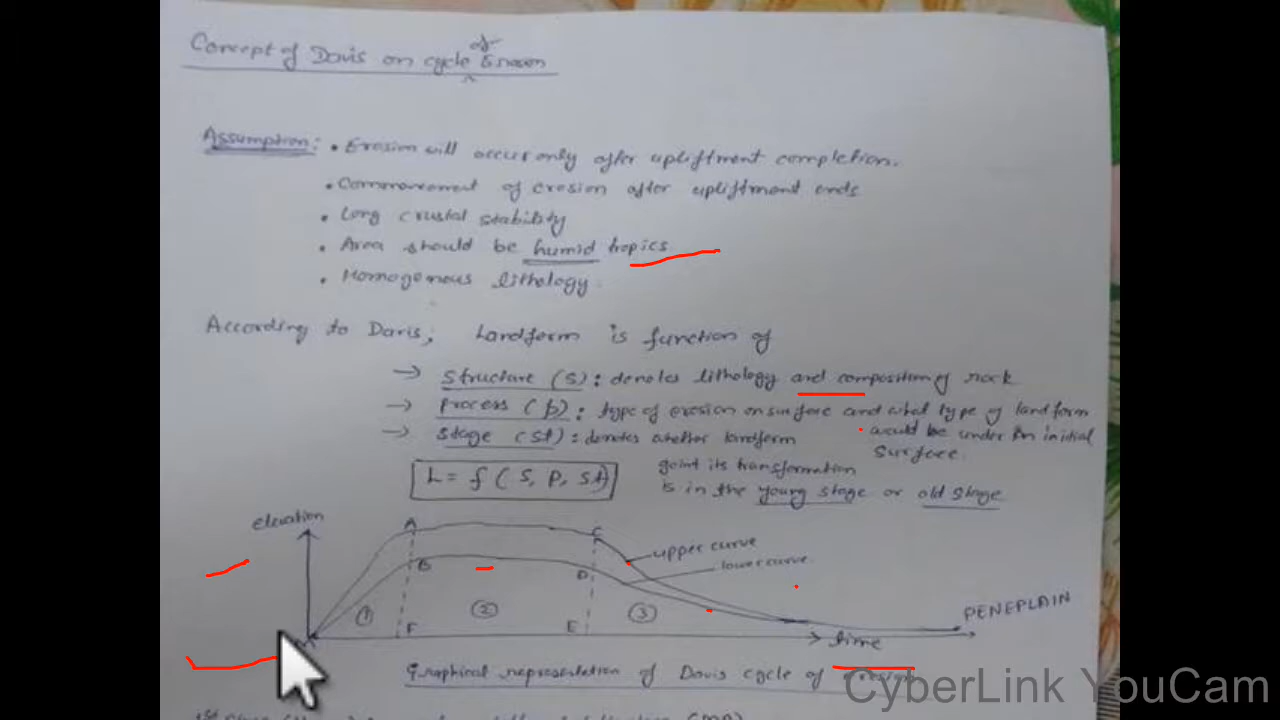 Concept of Davis on cycle of Erosion
Assumption: • Erosion will occur only after upliftment completion.
• Commencement of erosion after upliftment ends
• Long crustal stability
• Area should be humid tropics
• Homogenous lithology.
According to Davis; Landform is function of
→ Structure (S): denotes lithology and composition of rock
→ Process (P): type of erosion on surface and what type of landform
would be under an initial
surface.
→ Stage (St): denotes whether landform
goint its transformation
is in the young stage or old stage
L = f (S, P, St)
elevation
A
C
upper curve
B
D
lower curve
1
2
3
F
E
time
PENEPLAIN
Graphical representation of Davis cycle of erosion
CyberLink YouCam